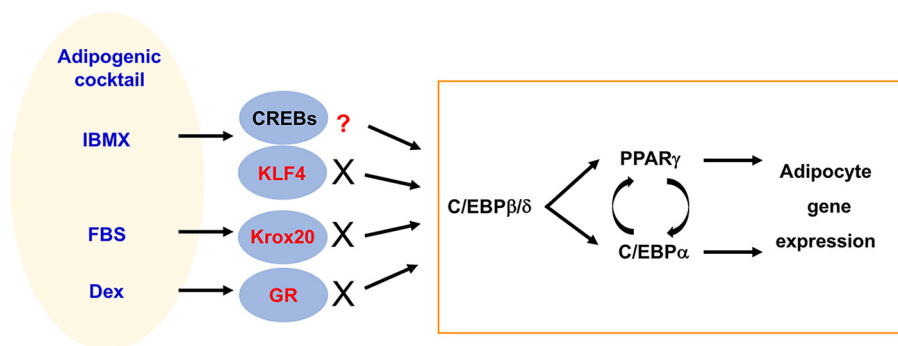 Adipogenic
cocktail
IBMX
FBS
Dex
CREBs ?
KLF4 X
Krox20 X
GR X
C/EBPβ/δ
PPARγ
C/EBPα
Adipocyte
gene
expression